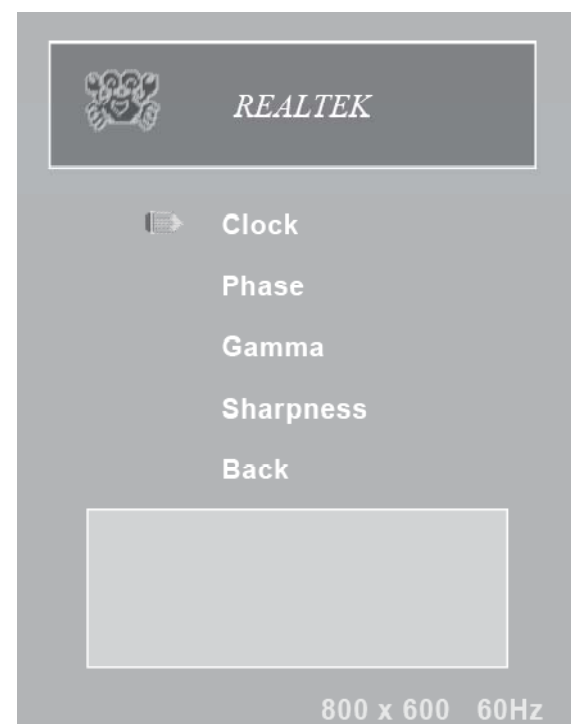 REALTEK
Clock
Phase
Gamma
Sharpness
Back
800 x 600 60Hz